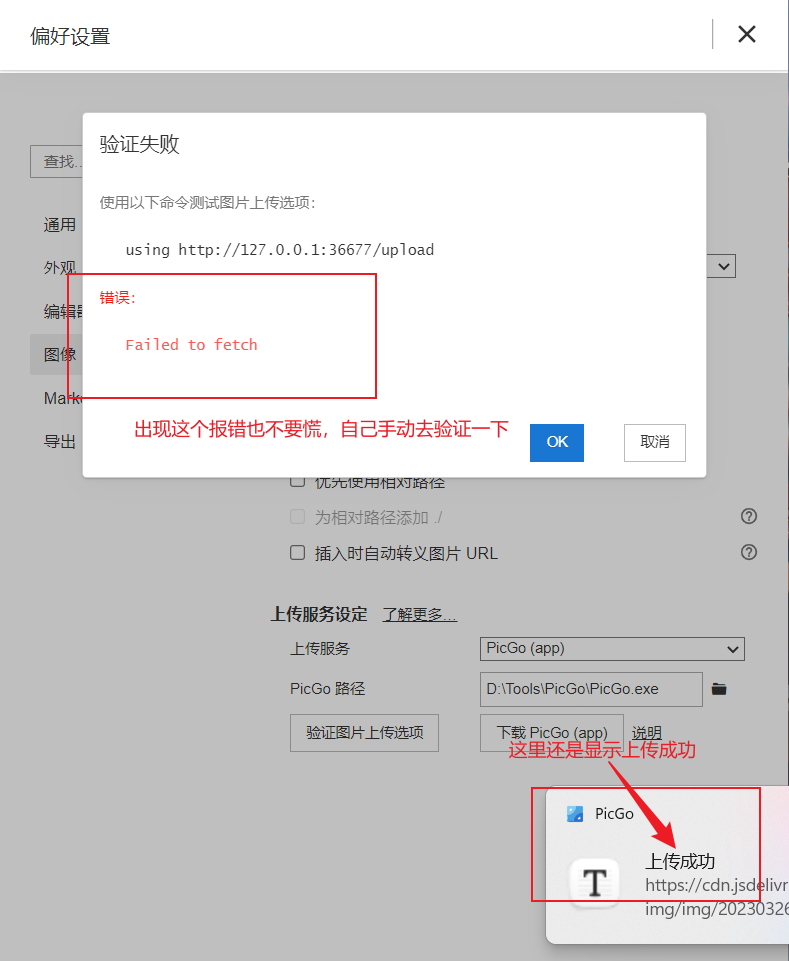 偏好设置
验证失败
查找...
使用以下命令测试图片上传选项：
通用
using http://127.0.0.1:36677/upload
外观
错误：
Failed to fetch
图像
导出
出现这个报错也不要慌，自己手动去验证一下
OK
取消
优先使用相对路径
为相对路径添加 ./
插入时自动转义图片 URL
上传服务设定 了解更多...
上传服务
PicGo (app)
PicGo 路径
D:\Tools\PicGo\PicGo.exe
验证图片上传选项
下载 PicGo (app)
说明
这里还是显示上传成功
PicGo
上传成功
T
https://cdn.jsdelivr
img/img/20230326